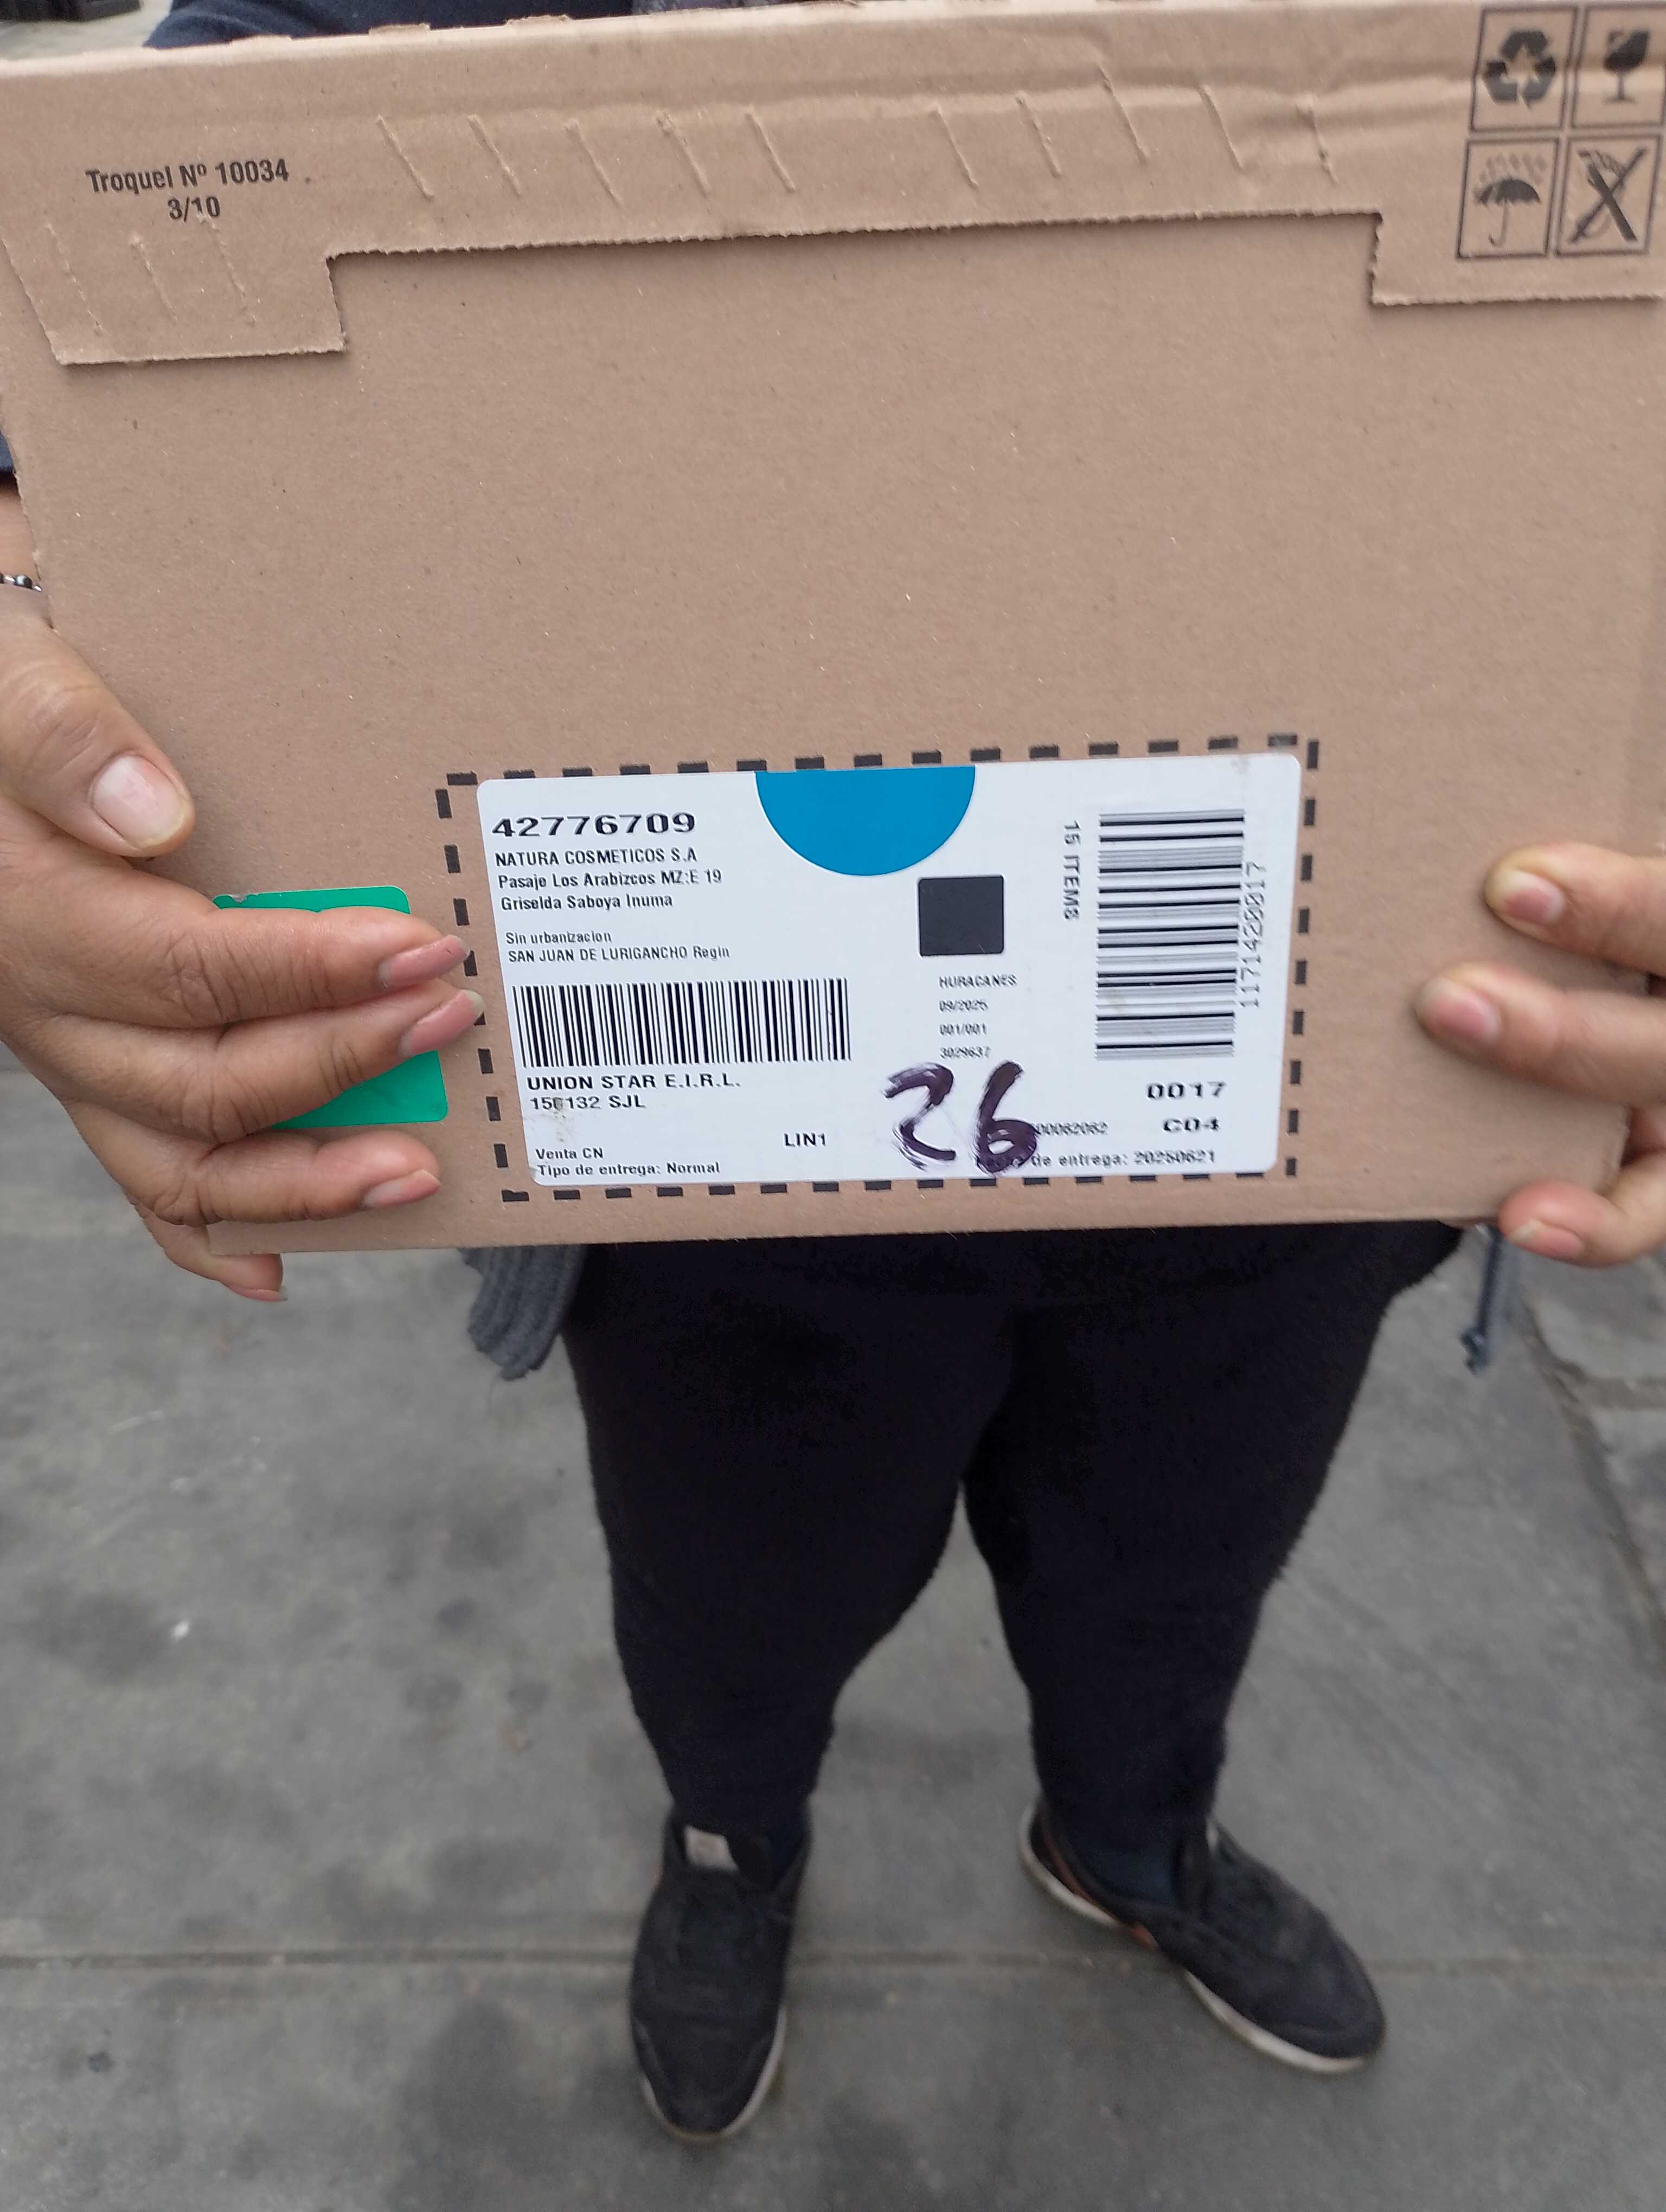 Troquel Nº 10034
3/10
42776709
NATURA COSMETICOS S.A
Pasaje Los Arabizcos MZ:E 19
Griselda Saboya Inuma
Sin urbanizacion
SAN JUAN DE LURIGANCHO Regin
UNION STAR E.I.R.L.
SJL
Venta CN
Tipo de entrega: Normal
LIN1
HURACANES
09/2025
001/001
3029637
26
15 ITEMS
1171420017
0017
C04
de entrega: 20250621